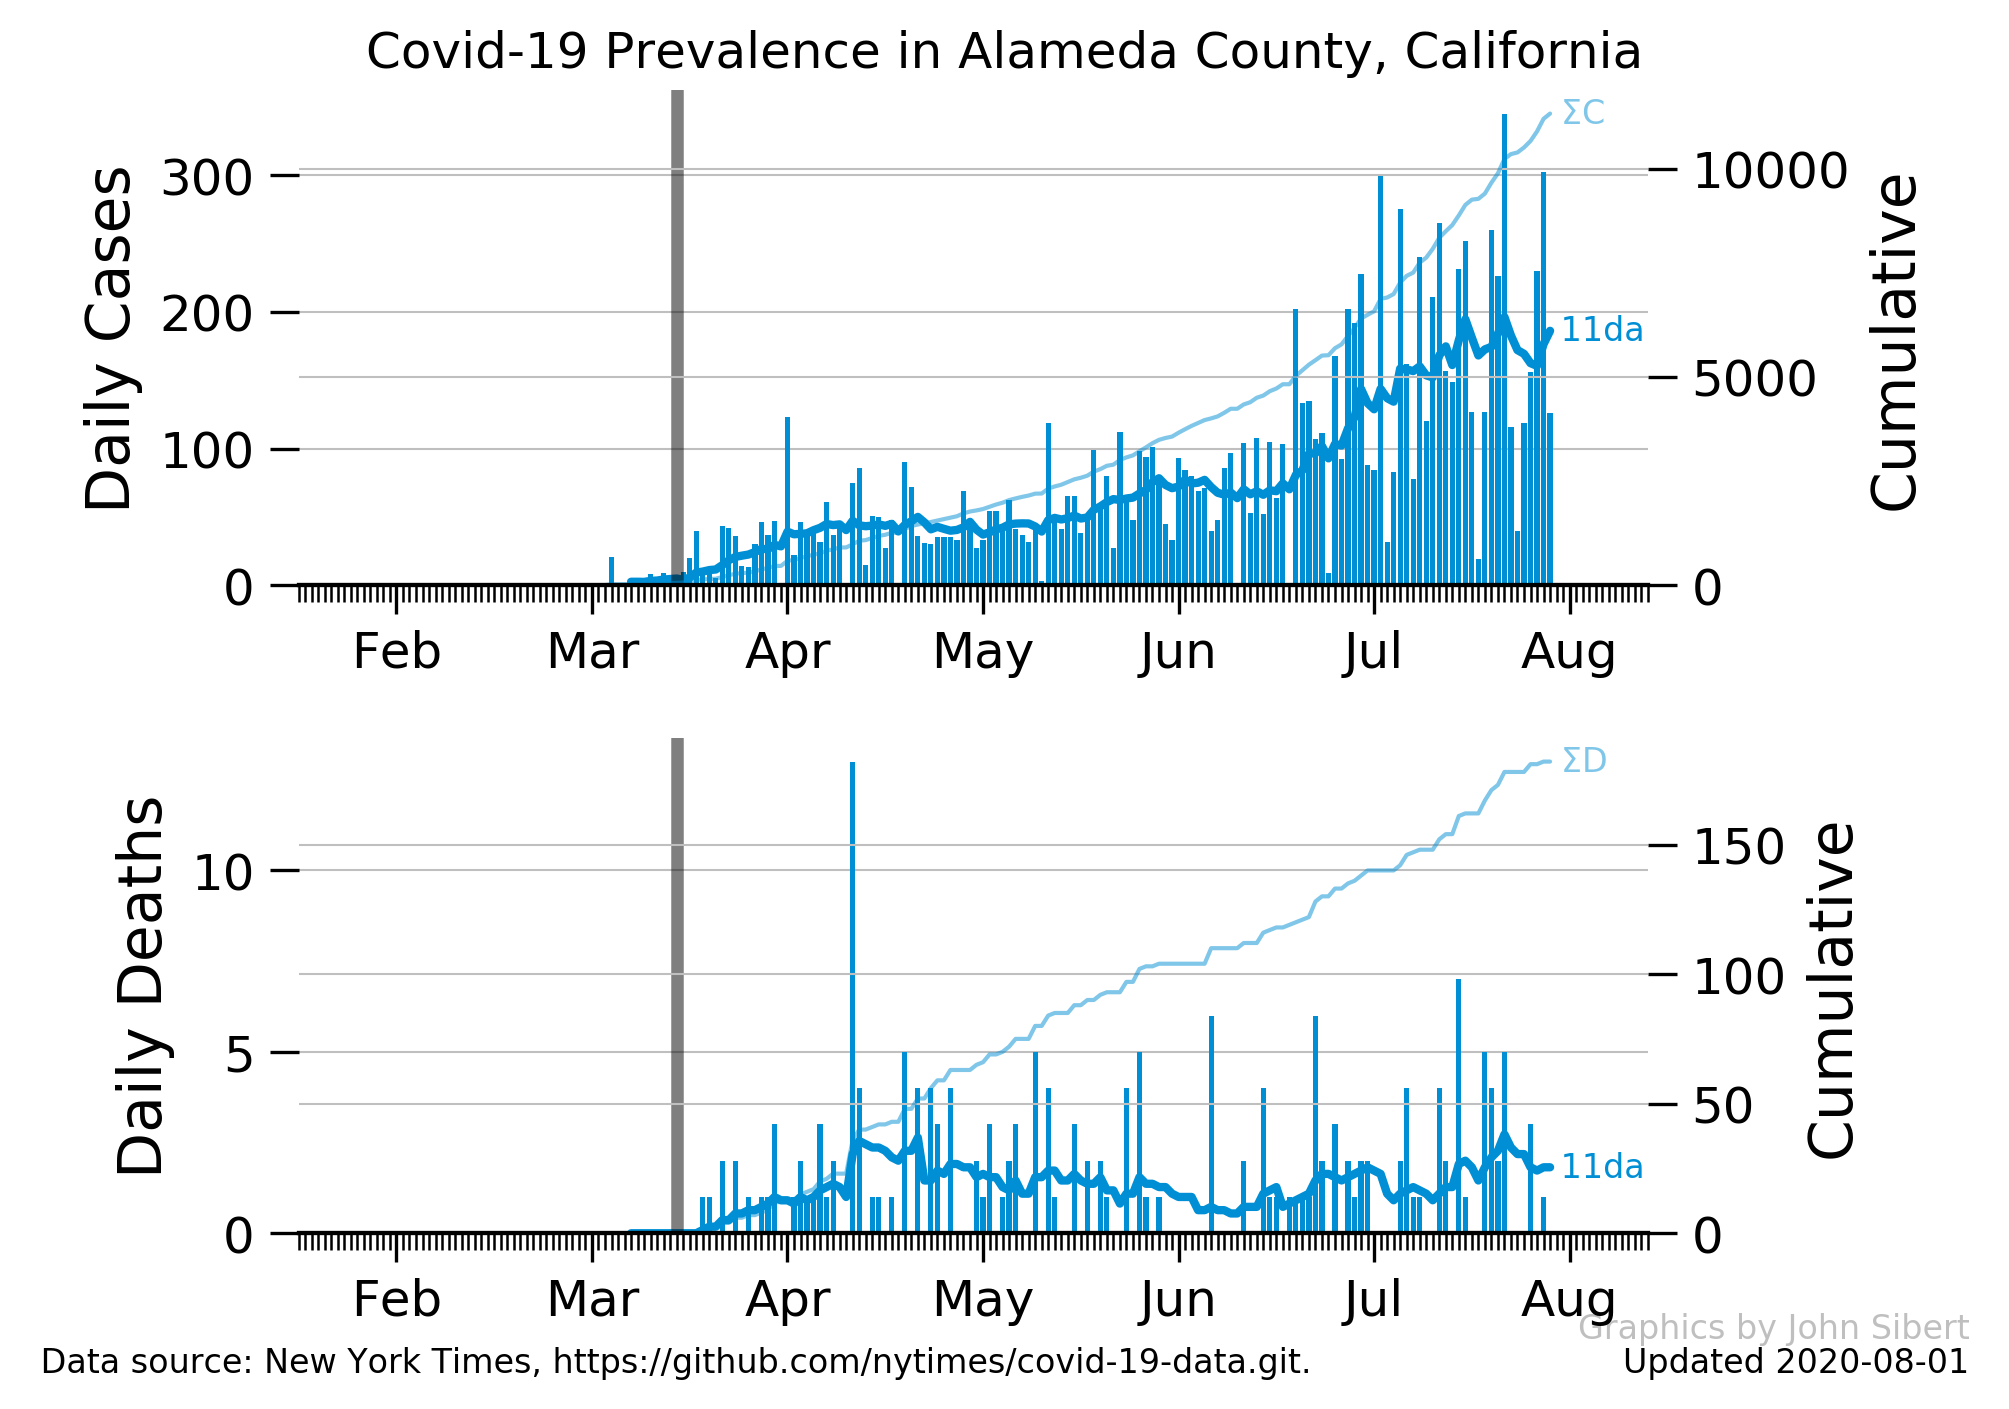 Covid-19 Prevalence in Alameda County, California
Daily Cases
300
200
100
0
ΣC
11da
10000
5000
0
Cumulative
Feb Mar Apr May Jun Jul Aug
Daily Deaths
10
5
0
ΣD
11da
150
100
50
0
Cumulative
Feb Mar Apr May Jun Jul Aug
Graphics by John Sibert
Data source: New York Times, https://github.com/nytimes/covid-19-data.git.
Updated 2020-08-01